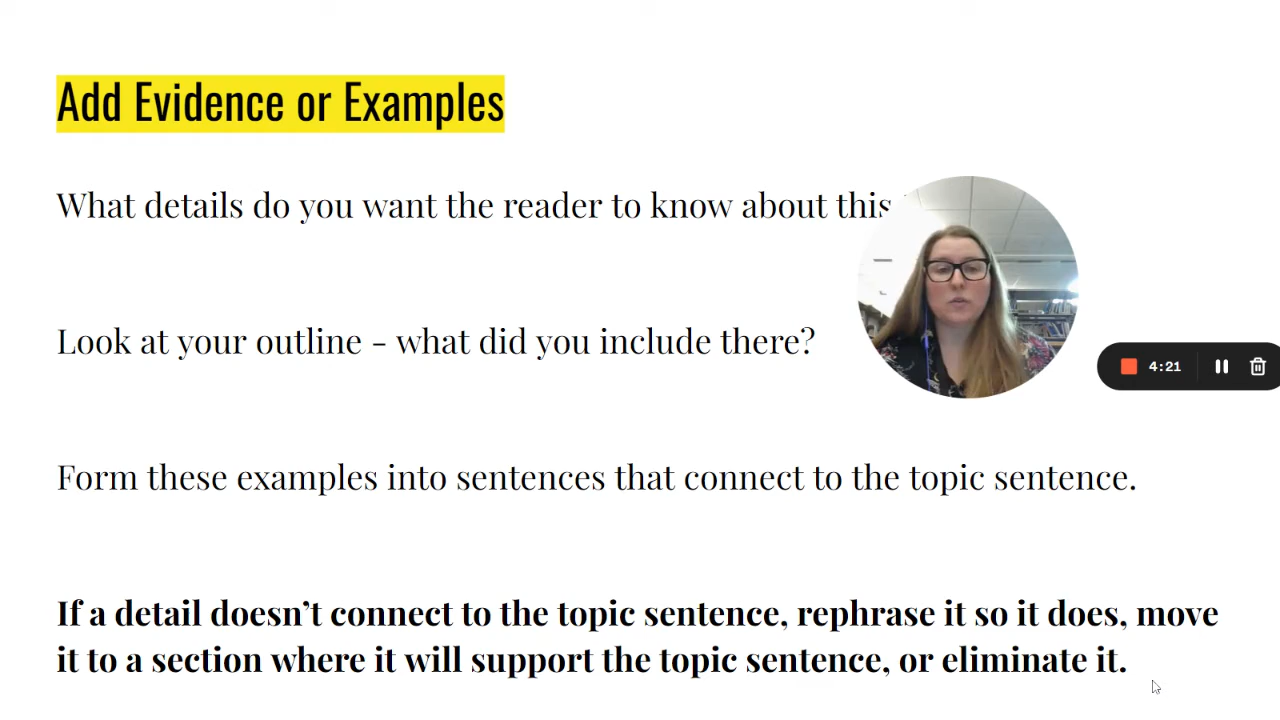 Add Evidence or Examples
What details do you want the reader to know about this
Look at your outline - what did you include there?
4:21
Form these examples into sentences that connect to the topic sentence.
If a detail doesn’t connect to the topic sentence, rephrase it so it does, move
it to a section where it will support the topic sentence, or eliminate it.